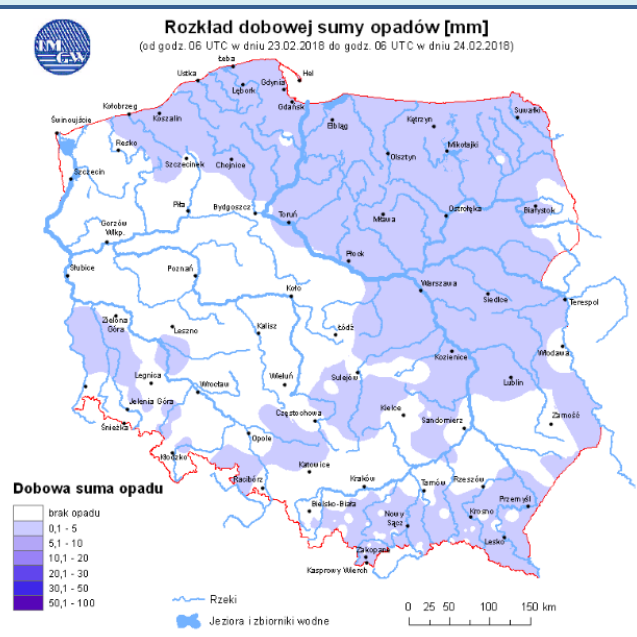 IMGW
Rozkład dobowej sumy opadów [mm]
(od godz. 06 UTC w dniu 23.02.2018 do godz. 06 UTC w dniu 24.02.2018)
Łeba
Ustka
Hel
Gdynia
Lębork
Gdańsk
Kołobrzeg
Koszalin
Suwałki
Świnoujście
Elbląg
Kętrzyn
Resko
Mikołajki
Szczecinek
Chojnice
Olsztyn
Szczecin
Piła
Bydgoszcz
Toruń
Mława
Ostrołęka
Białystok
Gorzów
Wlkp.
Płock
Słubice
Poznań
Koło
Warszawa
Siedlce
Terespol
Zielona
Góra
Leszno
Kalisz
Łódź
Kozienice
Włodawa
Legnica
Wrocław
Wieluń
Sulejów
Lublin
Jelenia Góra
Śnieżka
Częstochowa
Kielce
Sandomierz
Zamość
Opole
Kłodzko
Racibórz
Katowice
Kraków
Tarnów
Rzeszów
Przemyśl
Bielsko-Biała
Nowy
Sącz
Krosno
Lesko
Zakopane
Kasprowy Wierch
Dobowa suma opadu
brak opadu
0,1 - 5
5,1 - 10
10,1 - 20
20,1 - 30
30,1 - 50
50,1 - 100
Rzeki
Jeziora i zbiorniki wodne
0 25 50 100 150 km